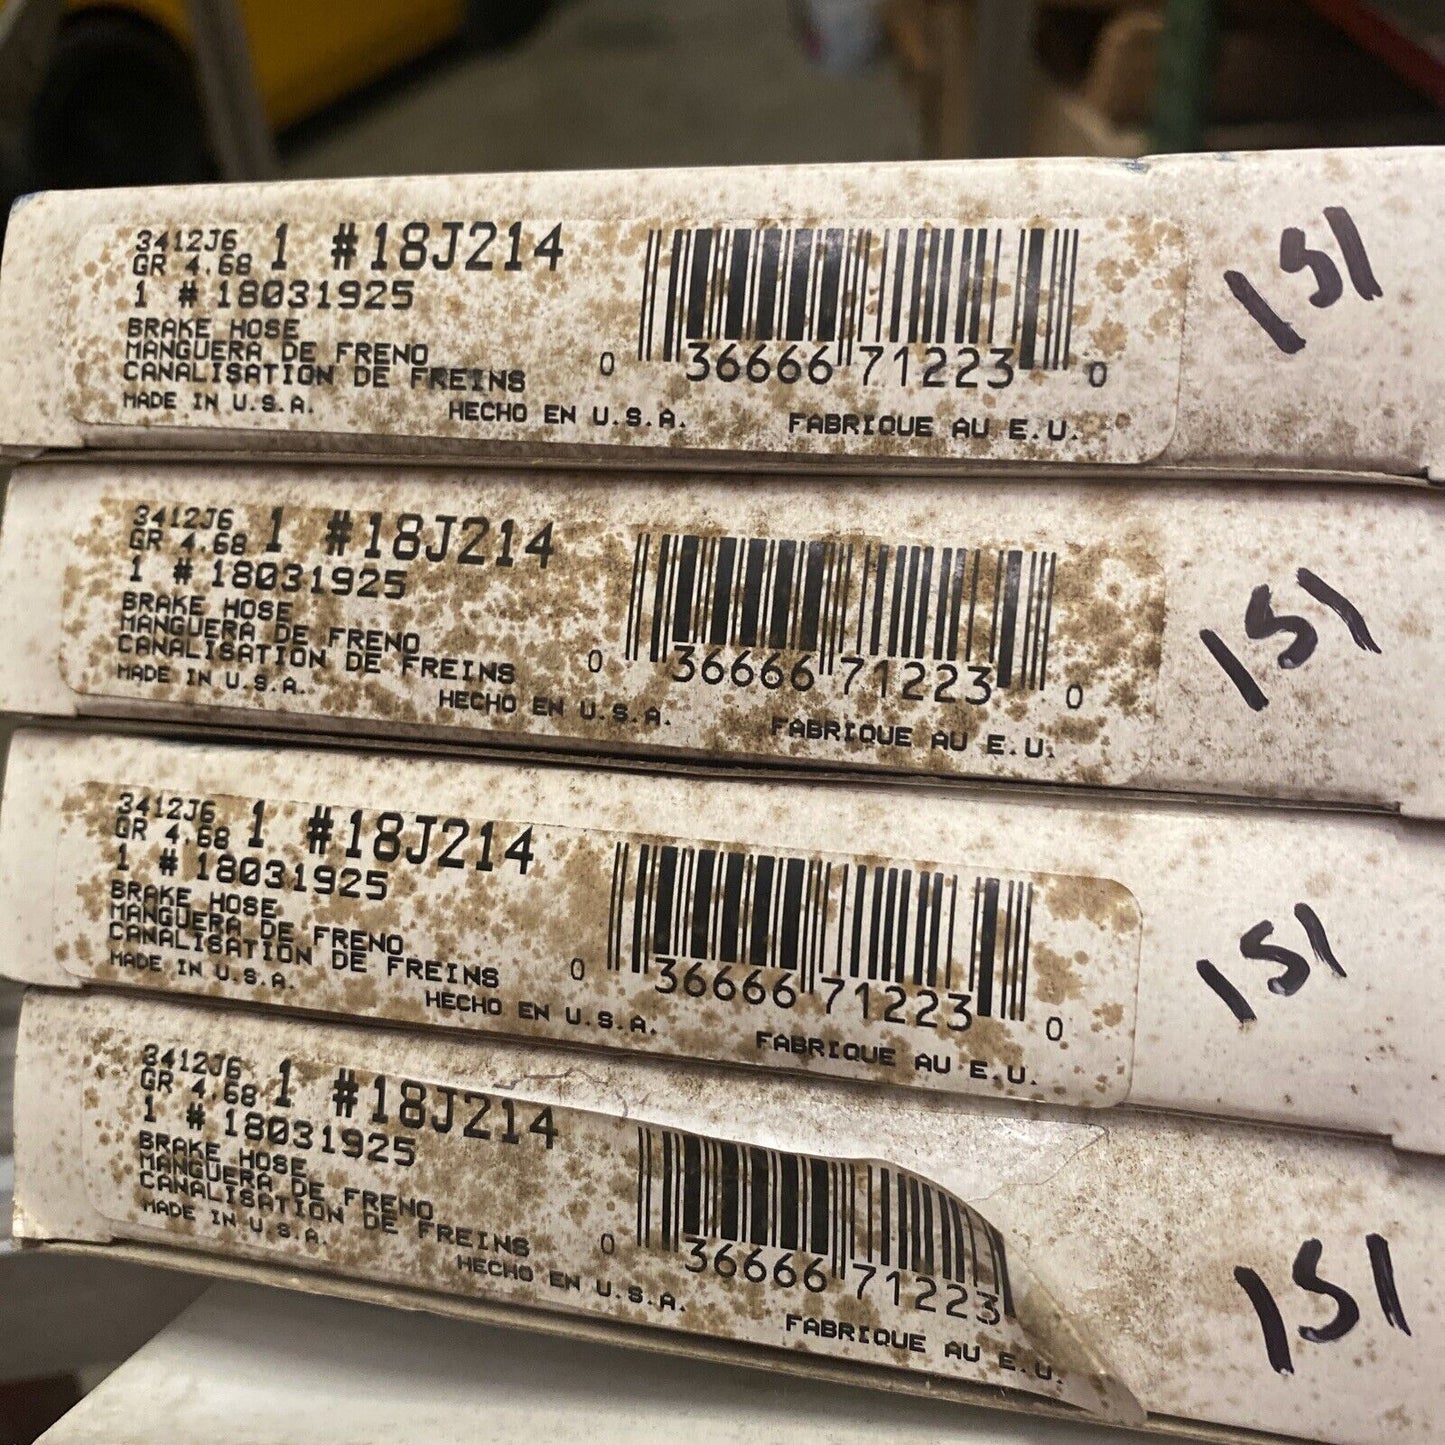 3412J6
GR 4.68 1 #18J214
1 # 18031925
BRAKE HOSE
MANGUERA DE FRENO
CANALISATION DE FREINS
MADE IN U.S.A. HECHO EN U.S.A. FABRIQUE AU E.U.
0 36666 71223 0
151
3412J6
GR 4.68 1 #18J214
1 # 18031925
BRAKE HOSE
MANGUERA DE FRENO
CANALISATION DE FREINS
MADE IN U.S.A. HECHO EN U.S.A. FABRIQUE AU E.U.
0 36666 71223 0
151
3412J6
GR 4.68 1 #18J214
1 # 18031925
BRAKE HOSE
MANGUERA DE FRENO
CANALISATION DE FREINS
MADE IN U.S.A. HECHO EN U.S.A. FABRIQUE AU E.U.
0 36666 71223 0
151
3412J6
GR 4.68 1 #18J214
1 # 18031925
BRAKE HOSE
MANGUERA DE FRENO
CANALISATION DE FREINS
MADE IN U.S.A. HECHO EN U.S.A. FABRIQUE AU E.U.
0 36666 71223
151